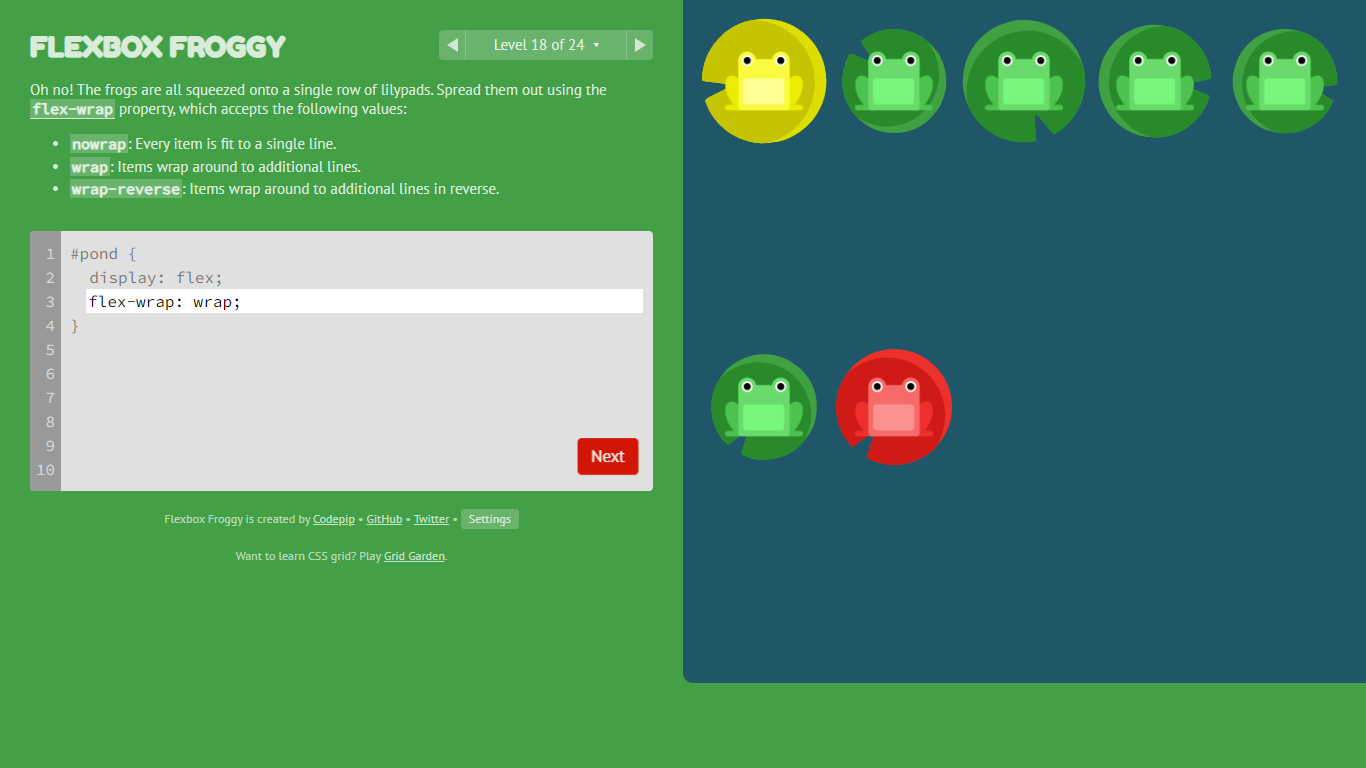 FLEXBOX FROGGY
Level 18 of 24
Oh no! The frogs are all squeezed onto a single row of lilypads. Spread them out using the
flex-wrap property, which accepts the following values:
• nowrap: Every item is fit to a single line.
• wrap: Items wrap around to additional lines.
• wrap-reverse: Items wrap around to additional lines in reverse.
1 #pond {
2 display: flex;
3 flex-wrap: wrap;
4 }
5
6
7
8
9
10
Next
Flexbox Froggy is created by Codepip • GitHub • Twitter • Settings
Want to learn CSS grid? Play Grid Garden.